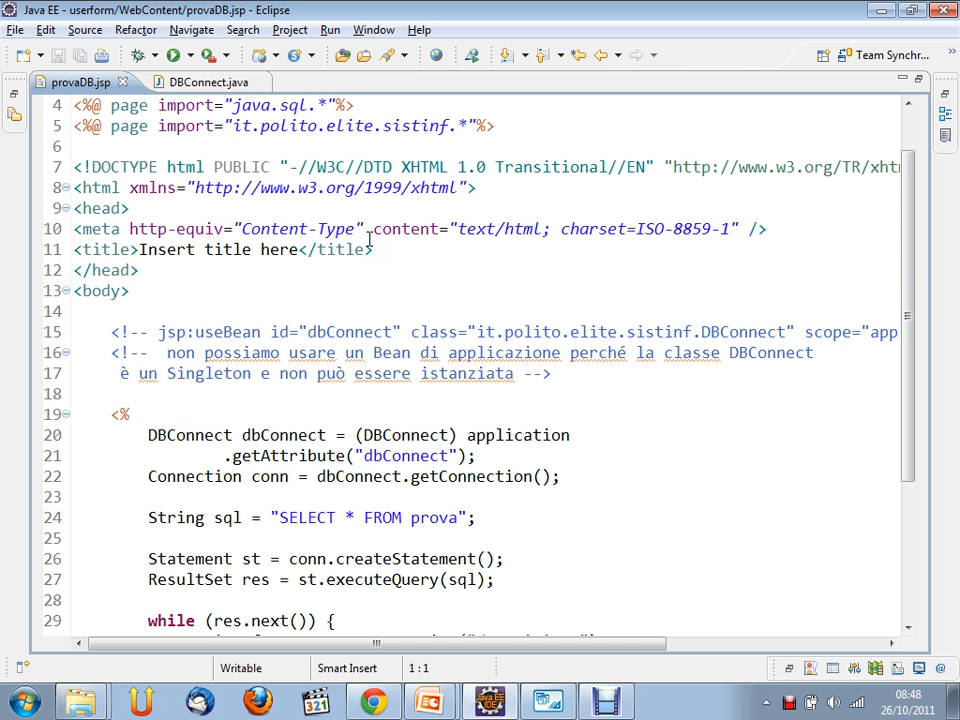 Java EE - userform/WebContent/provaDB.jsp - Eclipse
File Edit Source Refactor Navigate Search Project Run Window Help
Team Synchr...
provaDB.jsp DBConnect.java
4 <%@ page import="java.sql.*"%>
5 <%@ page import="it.polito.elite.sistinf.*"%>
6
7 <!DOCTYPE html PUBLIC "-//W3C//DTD XHTML 1.0 Transitional//EN" "http://www.w3.org/TR/xht
8 <html xmlns="http://www.w3.org/1999/xhtml">
9 <head>
10 <meta http-equiv="Content-Type" content="text/html; charset=ISO-8859-1" />
11 <title>Insert title here</title>
12 </head>
13 <body>
14
15 <!-- jsp:useBean id="dbConnect" class="it.polito.elite.sistinf.DBConnect" scope="app
16 <!-- non possiamo usare un Bean di applicazione perché la classe DBConnect
17 è un Singleton e non può essere istanziata -->
18
19 <%
20 DBConnect dbConnect = (DBConnect) application
21 .getAttribute("dbConnect");
22 Connection conn = dbConnect.getConnection();
23
24 String sql = "SELECT * FROM prova";
25
26 Statement st = conn.createStatement();
27 ResultSet res = st.executeQuery(sql);
28
29 while (res.next()) {
Writable Smart Insert 1 : 1
321
Java EE IDE
08:48
26/10/2011